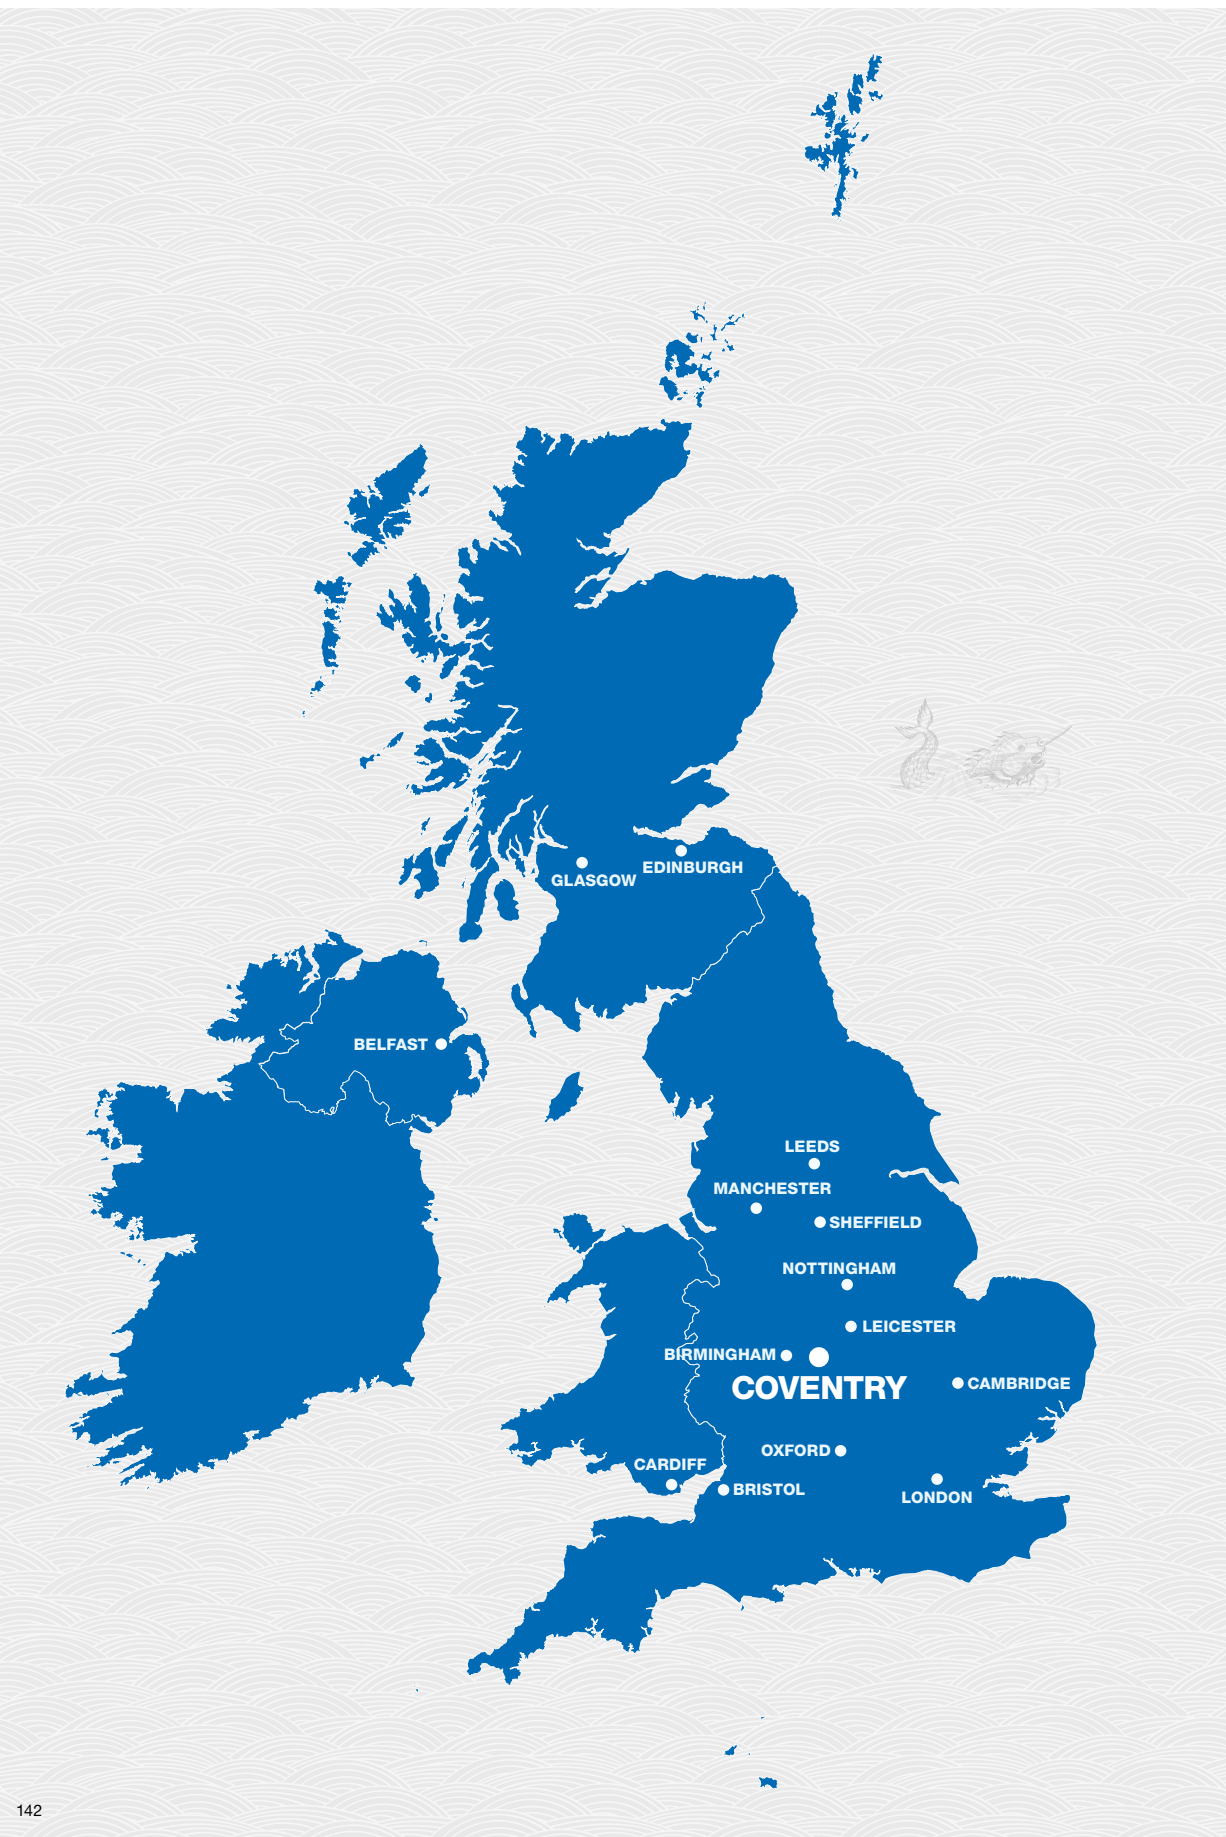 EDINBURGH
GLASGOW
BELFAST
LEEDS
MANCHESTER
SHEFFIELD
NOTTINGHAM
LEICESTER
BIRMINGHAM
COVENTRY
CAMBRIDGE
OXFORD
CARDIFF
BRISTOL
LONDON
142